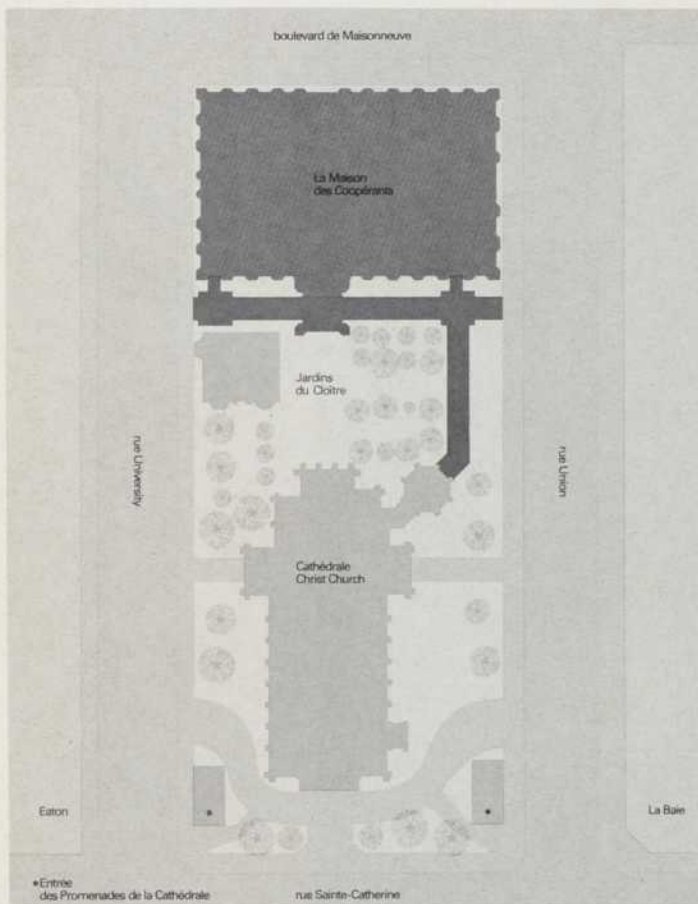 boulevard de Maisonneuve
La Maison
des Coopérants
Jardins
du Cloître
rue University
rue Union
Cathédrale
Christ Church
Eaton
La Baie
*Entrée
des Promenades de la Cathédrale
rue Sainte-Catherine